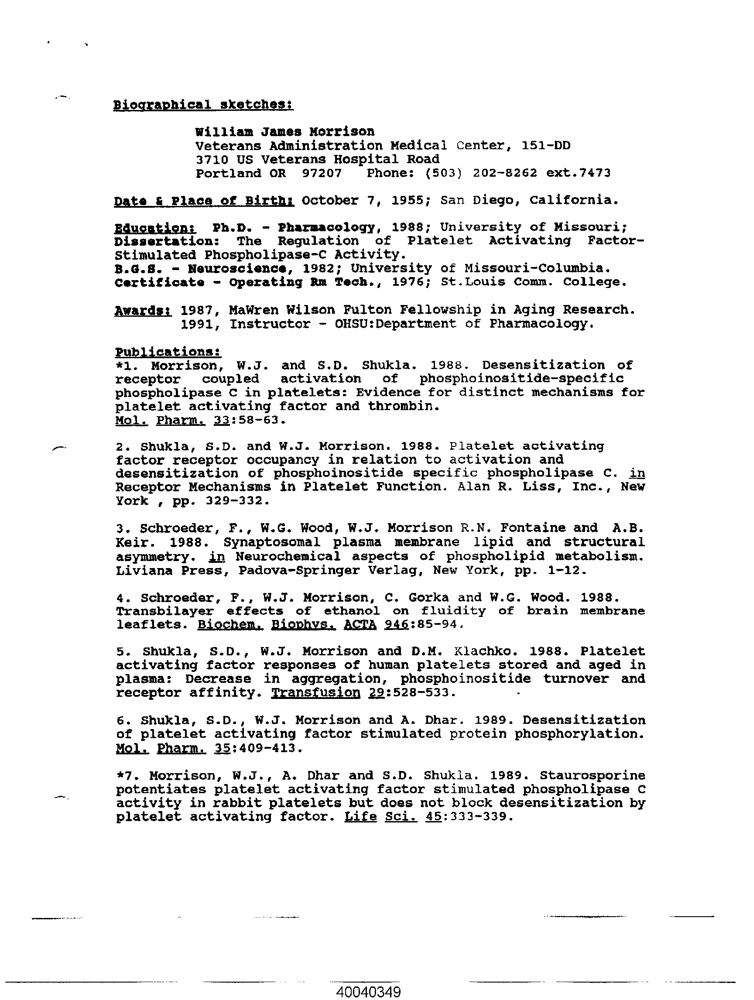 Biographical sketches:
William James Morrison
Veterans Administration Medical Center, 151-DD
3710 US Veterans Hospital Road
Portland OR 97207 Phone: (503) 202-8262 ext.7473
Date & Place of Birth: October 7, 1955; San Diego, California.
Education: Ph.D. - Pharmacology, 1988; University of Missouri;
Dissertation: The Regulation of Platelet Activating Factor-
Stimulated Phospholipase-C Activity.
B.G.S. - Neuroscience, 1982; University of Missouri-Columbia.
Certificate - Operating Rm Tech., 1976; St.Louis Comm. College.
Awards: 1987, MaWren Wilson Fulton Fellowship in Aging Research.
1991, Instructor - OHSU:Department of Pharmacology.
Publications:
*1. Morrison, W.J. and S.D. Shukla. 1988. Desensitization of
receptor coupled activation of phosphoinositide-specific
phospholipase C in platelets: Evidence for distinct mechanisms for
platelet activating factor and thrombin.
Mol. Pharm. 33:58-63.
2. Shukla, S.D. and W.J. Morrison. 1988. Platelet activating
factor receptor occupancy in relation to activation and
desensitization of phosphoinositide specific phospholipase C. in
Receptor Mechanisms in Platelet Function. Alan R. Liss, Inc., New
York , pp. 329-332.
3. Schroeder, F., W.G. Wood, W.J. Morrison R.N. Fontaine and A.B.
Keir. 1988. Synaptosomal plasma membrane lipid and structural
asymmetry. in Neurochemical aspects of phospholipid metabolism.
Liviana Press, Padova-Springer Verlag, New York, pp. 1-12.
4. Schroeder, F., W.J. Morrison, C. Gorka and W.G. Wood. 1988.
Transbilayer effects of ethanol on fluidity of brain membrane
leaflets. Biochem. Biophys. ACTA 946:85-94.
5. Shukla, S.D., W.J. Morrison and D.M. Klachko. 1988. Platelet
activating factor responses of human platelets stored and aged in
plasma: Decrease in aggregation, phosphoinositide turnover and
receptor affinity. Transfusion 29:528-533.
6. Shukla, S.D., W.J. Morrison and A. Dhar. 1989. Desensitization
of platelet activating factor stimulated protein phosphorylation.
Mol. Pharm. 35:409-413.
*7. Morrison, W.J., A. Dhar and S.D. Shukla. 1989. Staurosporine
potentiates platelet activating factor stimulated phospholipase C
activity in rabbit platelets but does not block desensitization by
platelet activating factor. Life Sci. 45:333-339.
40040349